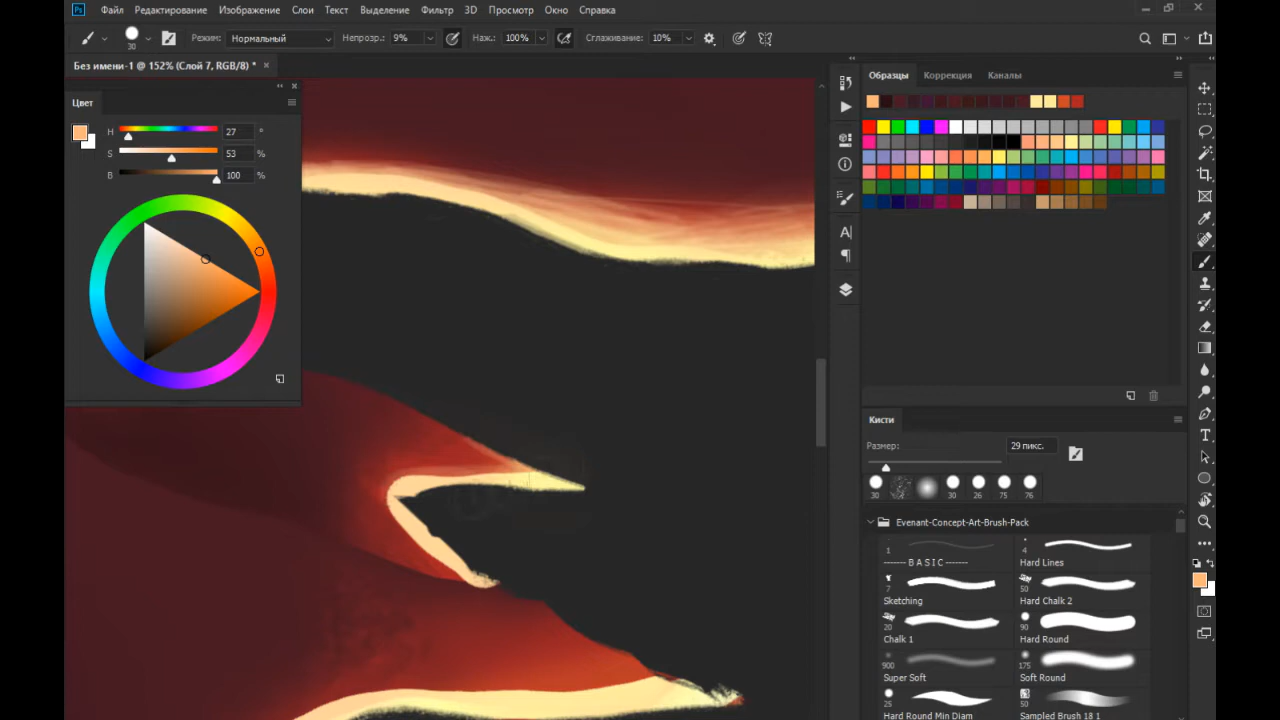 Ps Файл Редактирование Изображение Слои Текст Выделение Фильтр 3D Просмотр Окно Справка
30 Режим: Нормальный Непрозр.: 9% Наж.: 100% Сглаживание: 10%
Без имени-1 @ 152% (Слой 7, RGB/8) * ×
Образцы Коррекция Каналы
Цвет
H 27 °
S 53 %
B 100 %
Кисти
Размер: 29 пикс.
30 30 26 75 76
Evenant-Concept-Art-Brush-Pack
1 4
------- B A S I C ------- Hard Lines
7 50
Sketching Hard Chalk 2
20 90
Chalk 1 Hard Round
900 175
Super Soft Soft Round
25 50
Hard Round Min Diam Sampled Brush 18 1